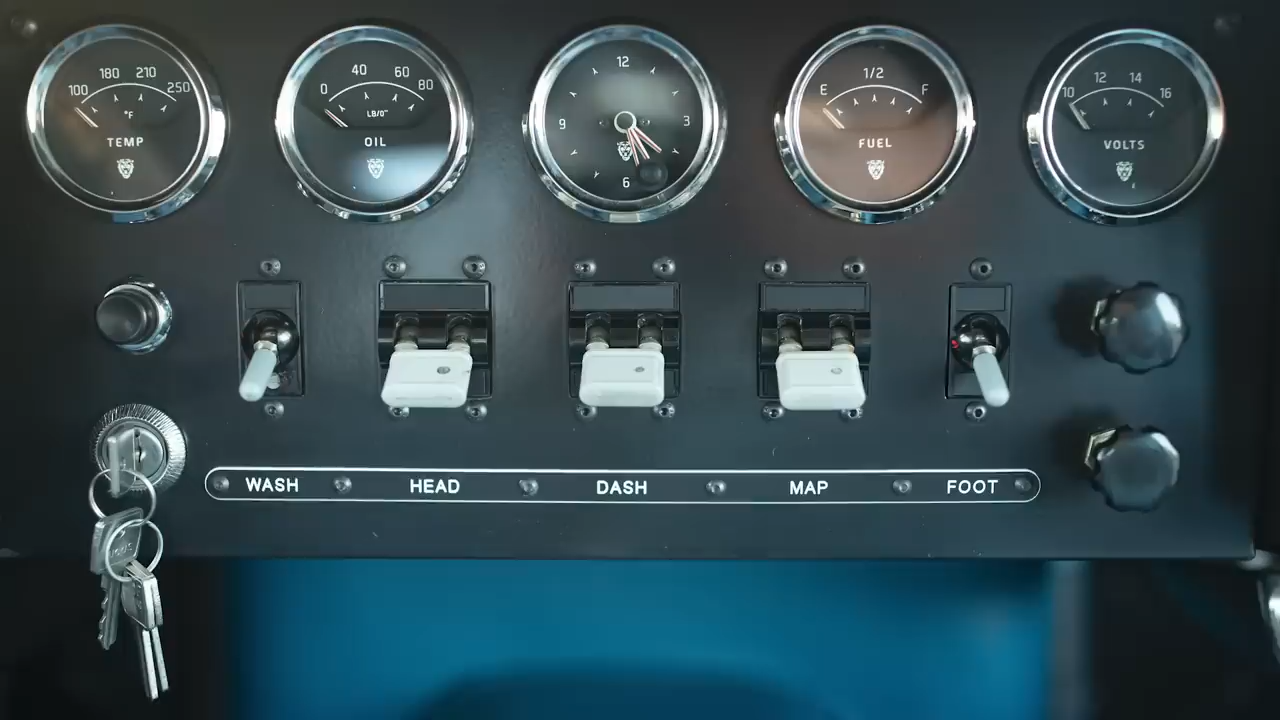 100 180 210 250
°F
TEMP
0 40 60 80
LB/□"
OIL
12
9 3
6
E 1/2 F
FUEL
10 12 14 16
VOLTS
WASH HEAD DASH MAP FOOT